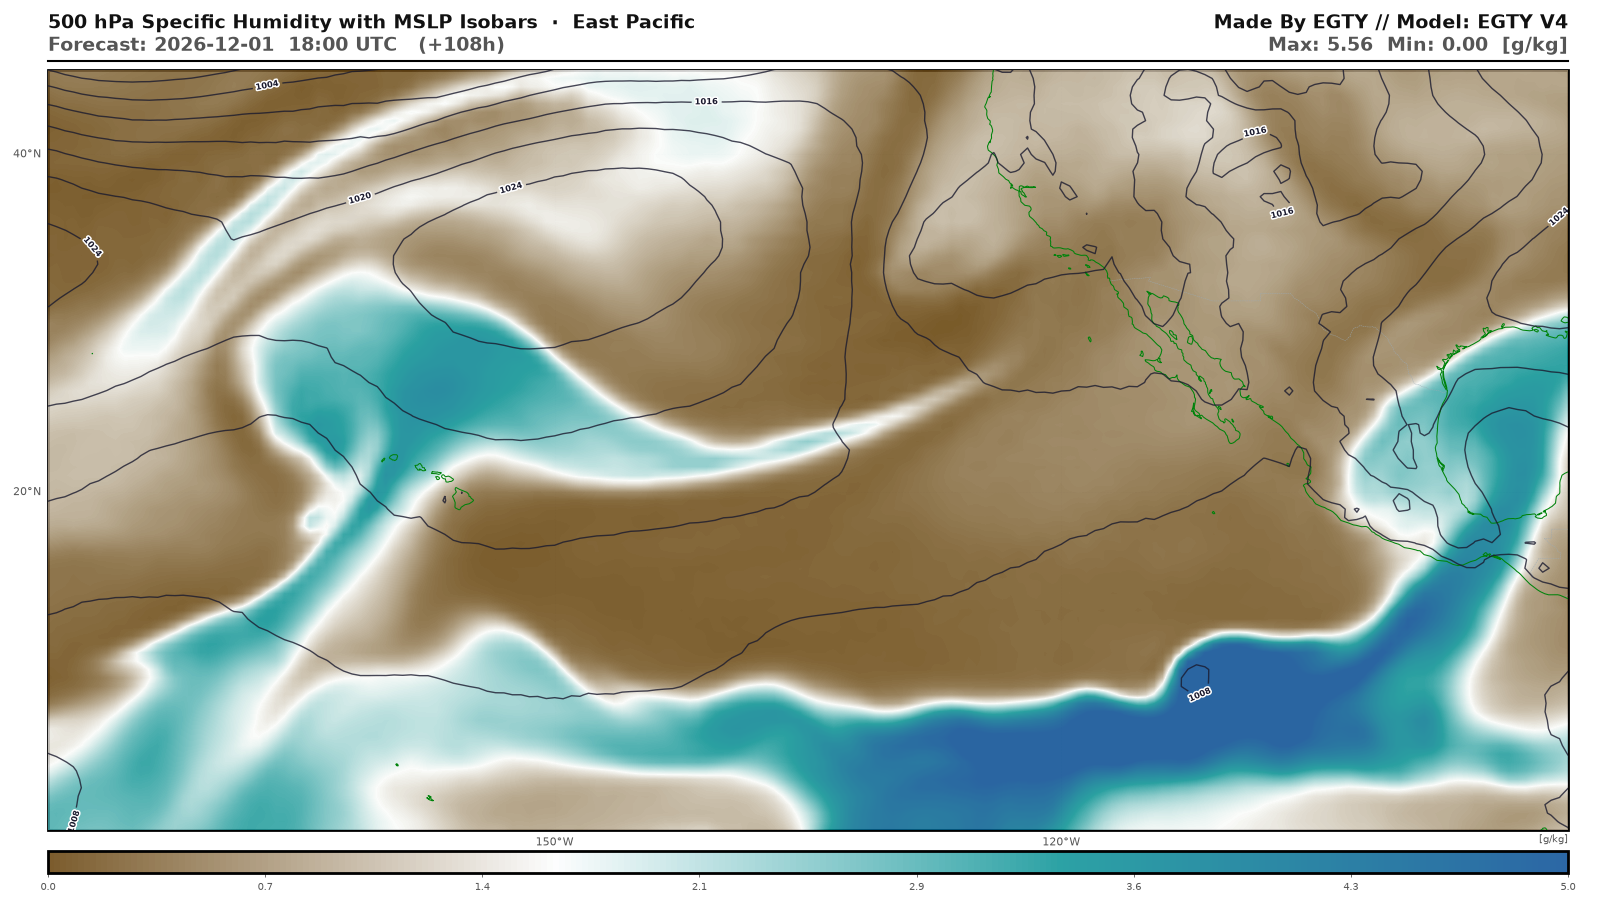 500 hPa Specific Humidity with MSLP Isobars · East Pacific
Made By EGTY // Model: EGTY V4
Forecast: 2026-12-01 18:00 UTC (+108h)
Max: 5.56 Min: 0.00 [g/kg]
1004
1016
1016
40°N
1024
1020
1016
1024
1024
20°N
1008
1008
150°W
120°W
[g/kg]
0.0
0.7
1.4
2.1
2.9
3.6
4.3
5.0